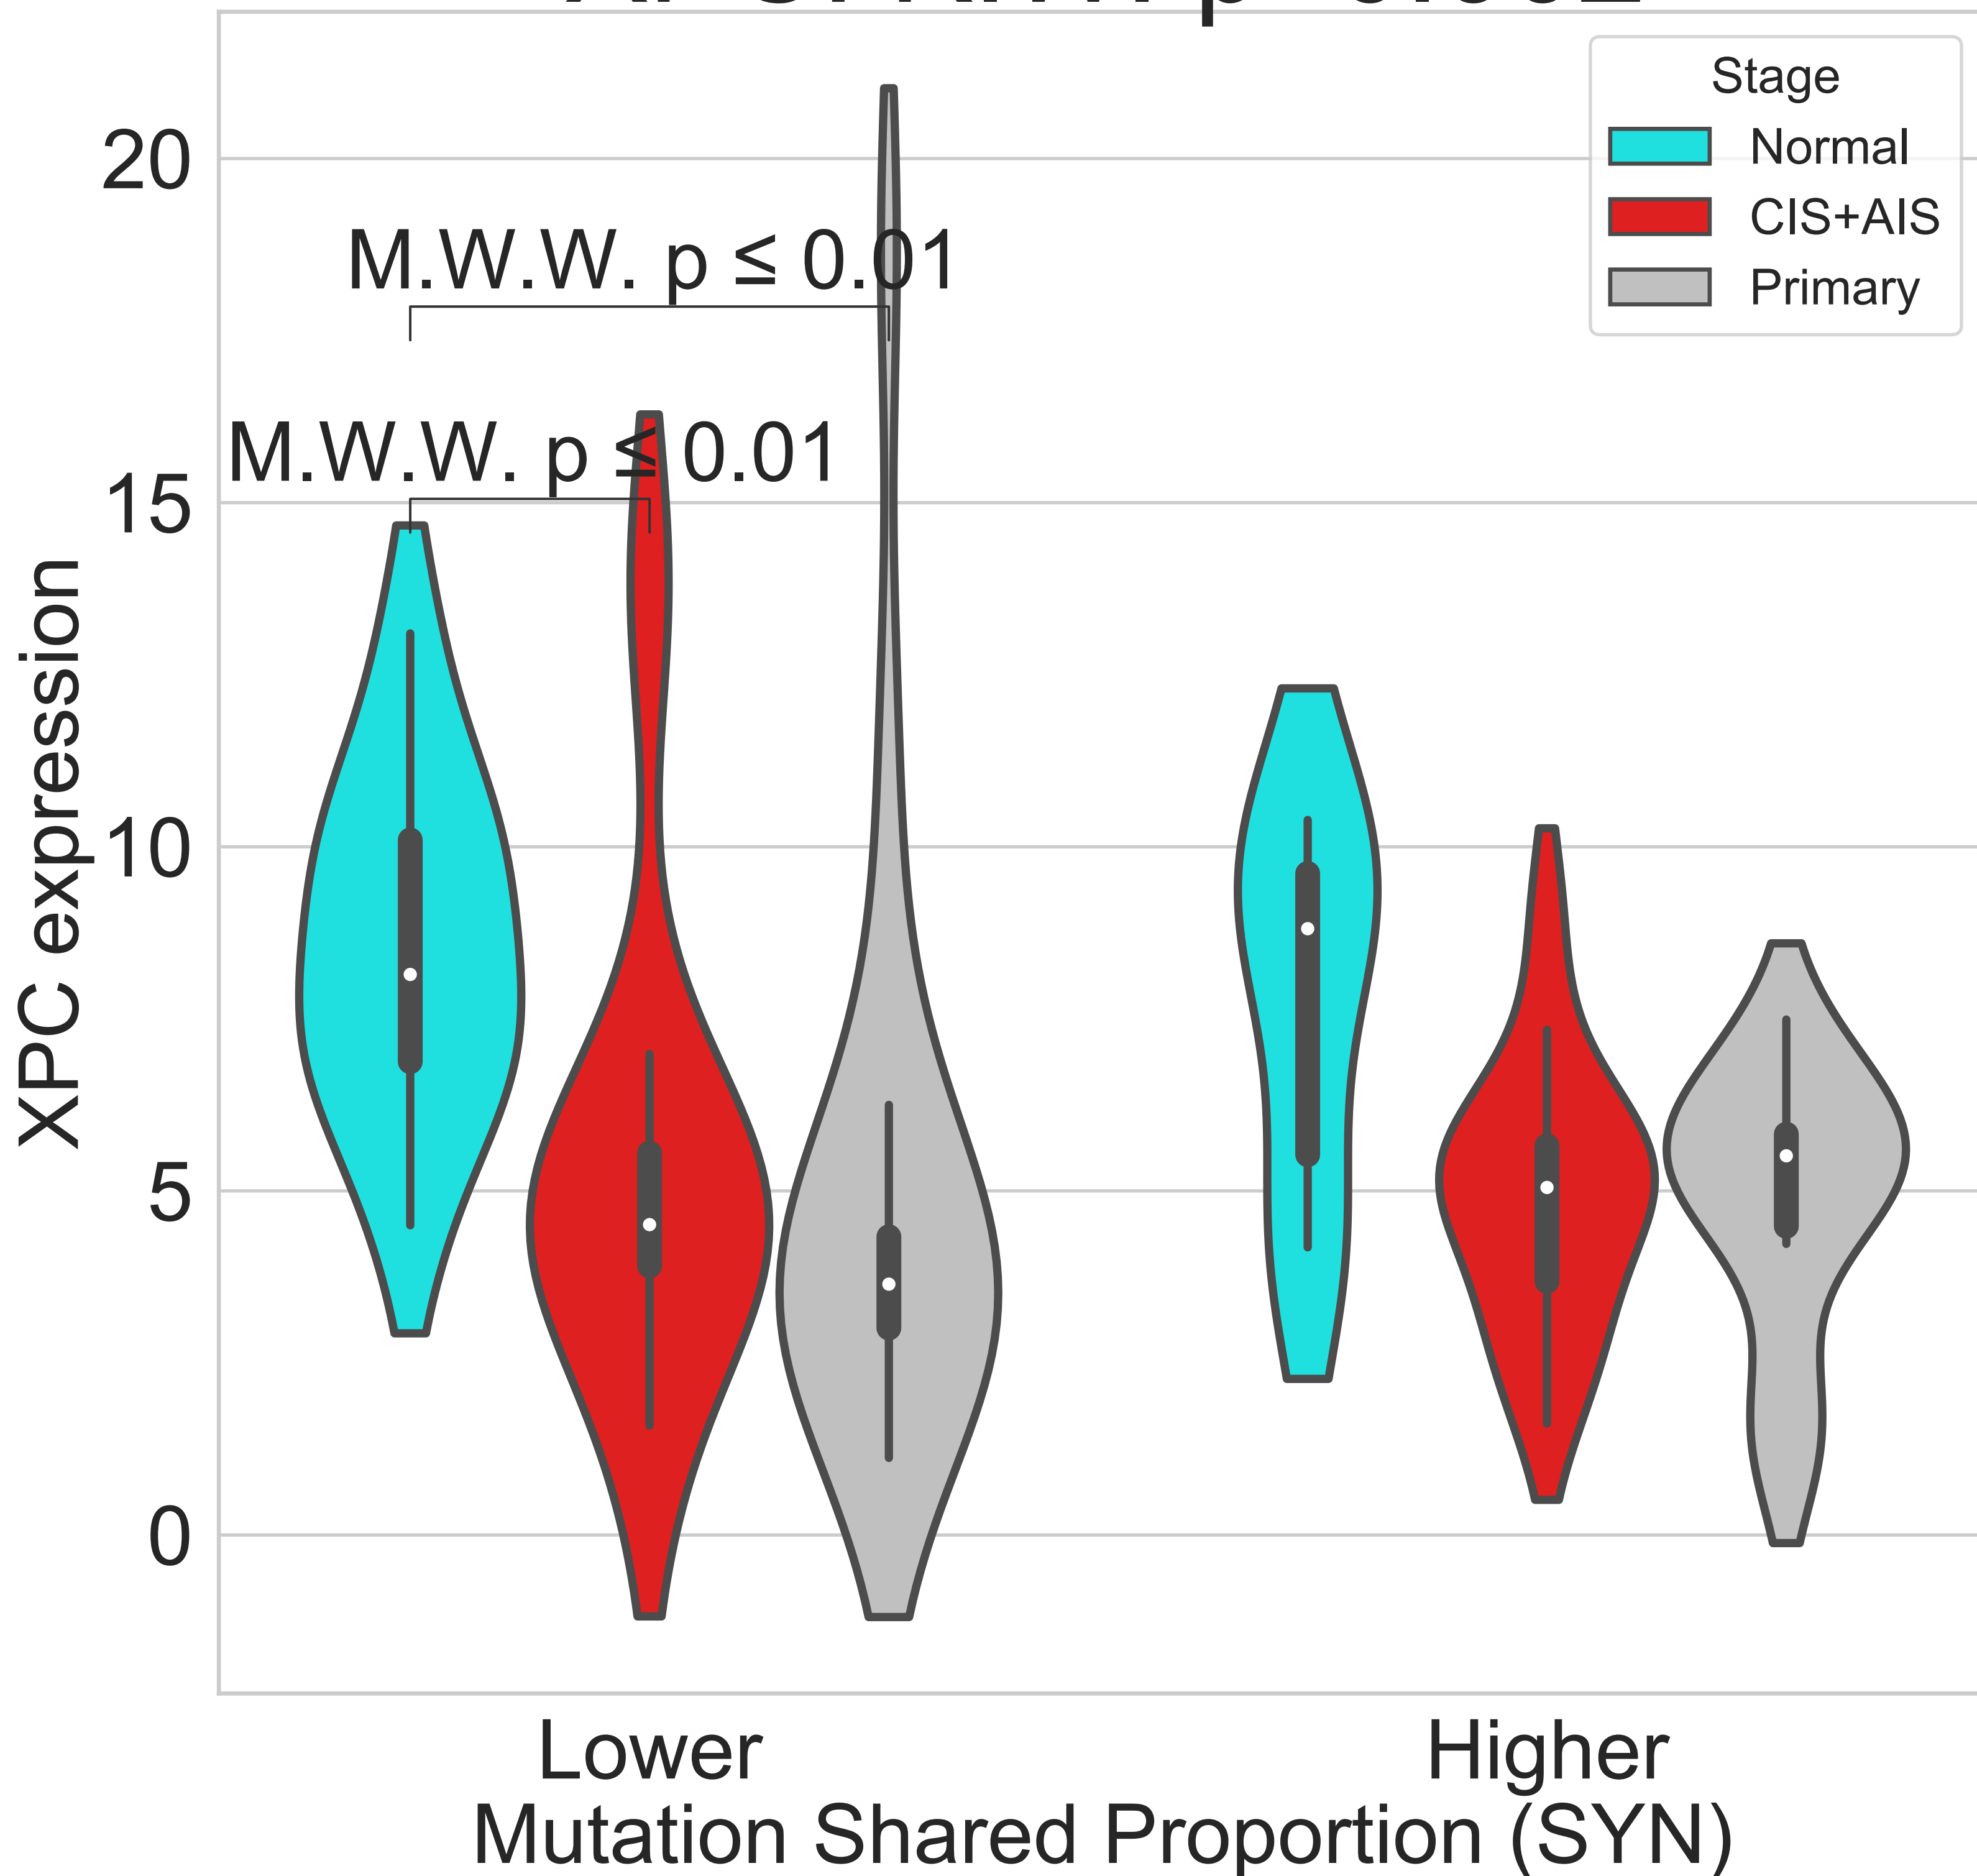 Stage
Normal
CIS+AIS
Primary
20
15
10
5
0
M.W.W. p ≤ 0.01
M.W.W. p ≤ 0.01
XPC expression
Lower
Higher
Mutation Shared Proportion (SYN)